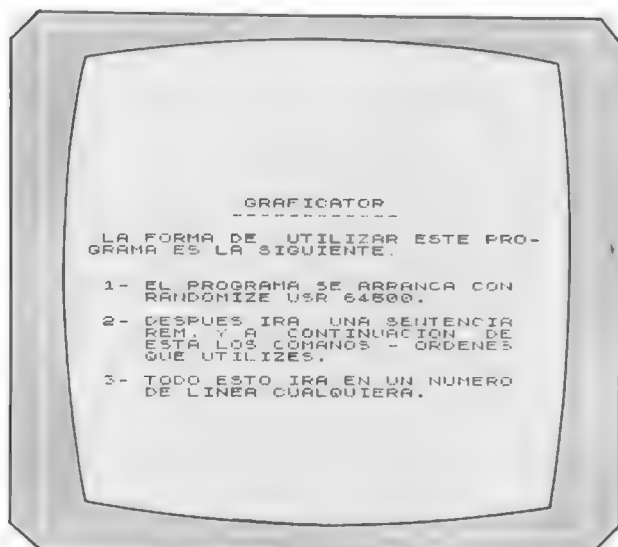 GRAFICATOR
------------
LA FORMA DE UTILIZAR ESTE PRO-
GRAMA ES LA SIGUIENTE.
1- EL PROGRAMA SE ARRANCA CON
RANDOMIZE USR 64600.
2- DESPUES IRA UNA SENTENCIA
REM. Y A CONTINUACION DE
ESTA LOS COMANOS - ORDENES
QUE UTILIZES.
3- TODO ESTO IRA EN UN NUMERO
DE LINEA CUALQUIERA.